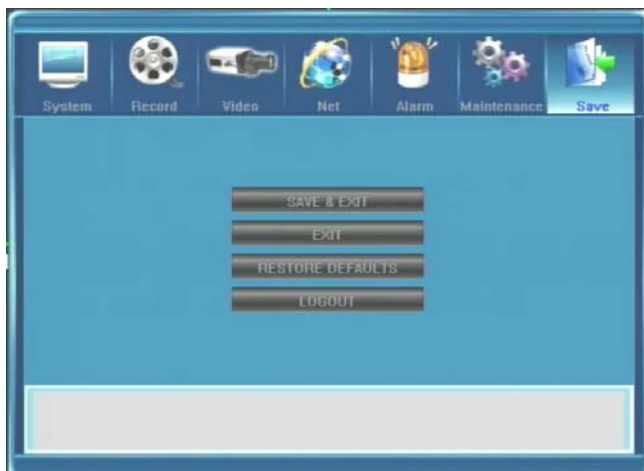 System Record Video Net Alarm Maintenance Save
SAVE & EXIT
EXIT
RESTORE DEFAULTS
LOGOUT